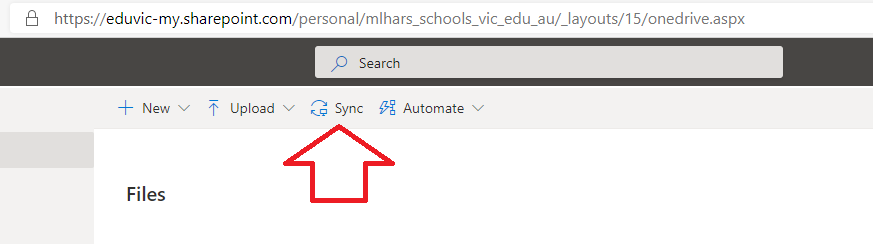 https://eduvic-my.sharepoint.com/personal/mlhars_schools_vic_edu_au/_layouts/15/onedrive.aspx
Search
New Upload Sync Automate
Files